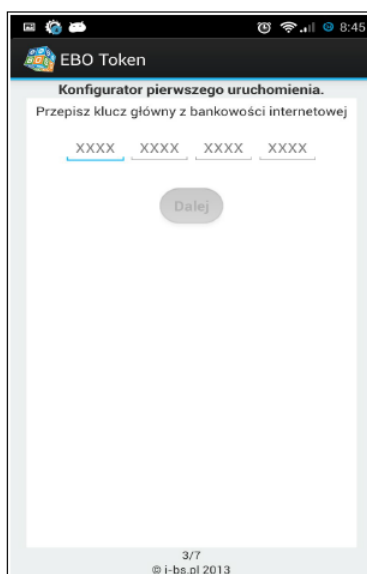 8:45
EBO Token
Konfigurator pierwszego uruchomienia.
Przepisz klucz główny z bankowości internetowej
XXXX XXXX XXXX XXXX
Dalej
3/7
© i-bs.pl 2013